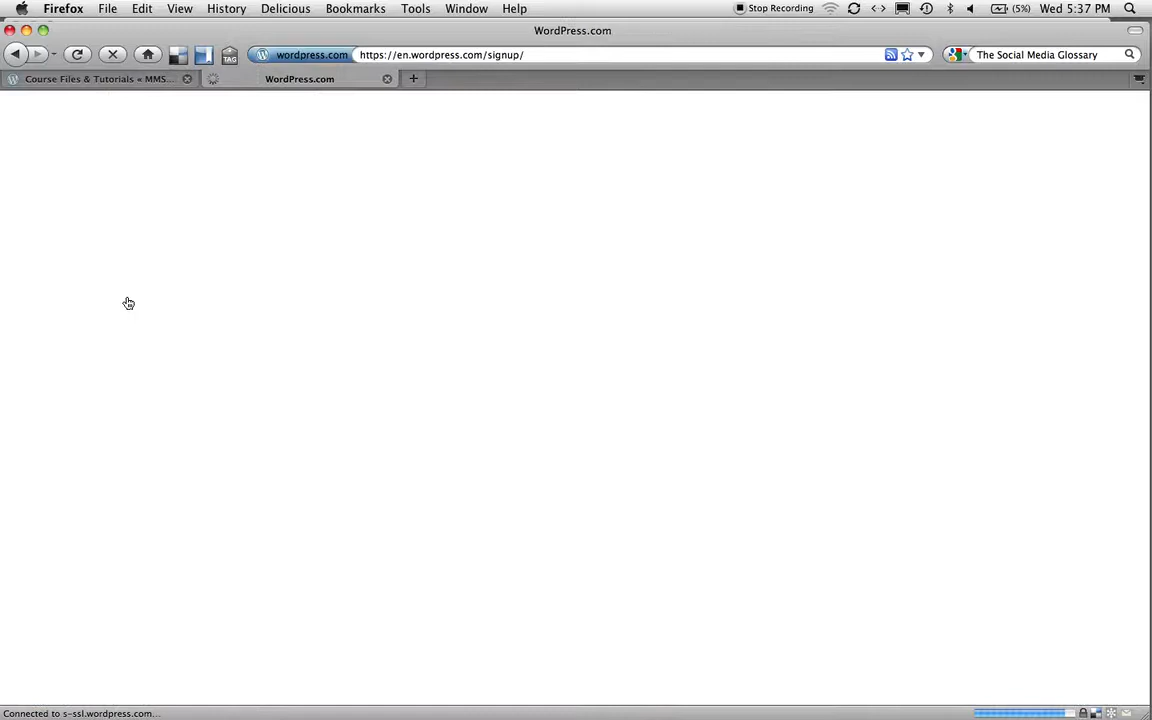 Firefox File Edit View History Delicious Bookmarks Tools Window Help Stop Recording (5%) Wed 5:37 PM
WordPress.com
TAG wordpress.com https://en.wordpress.com/signup/ The Social Media Glossary
Course Files & Tutorials « MMS... WordPress.com
Connected to s-ssl.wordpress.com...